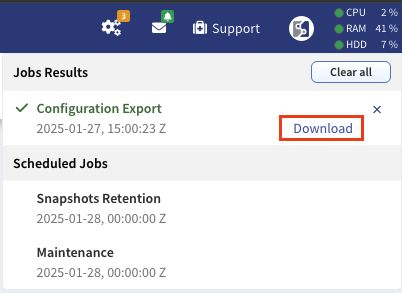 3
Support
CPU 2 %
RAM 41 %
HDD 7 %
Jobs Results
Clear all
Configuration Export
×
2025-01-27, 15:00:23 Z
Download
Scheduled Jobs
Snapshots Retention
2025-01-28, 00:00:00 Z
Maintenance
2025-01-28, 00:00:00 Z